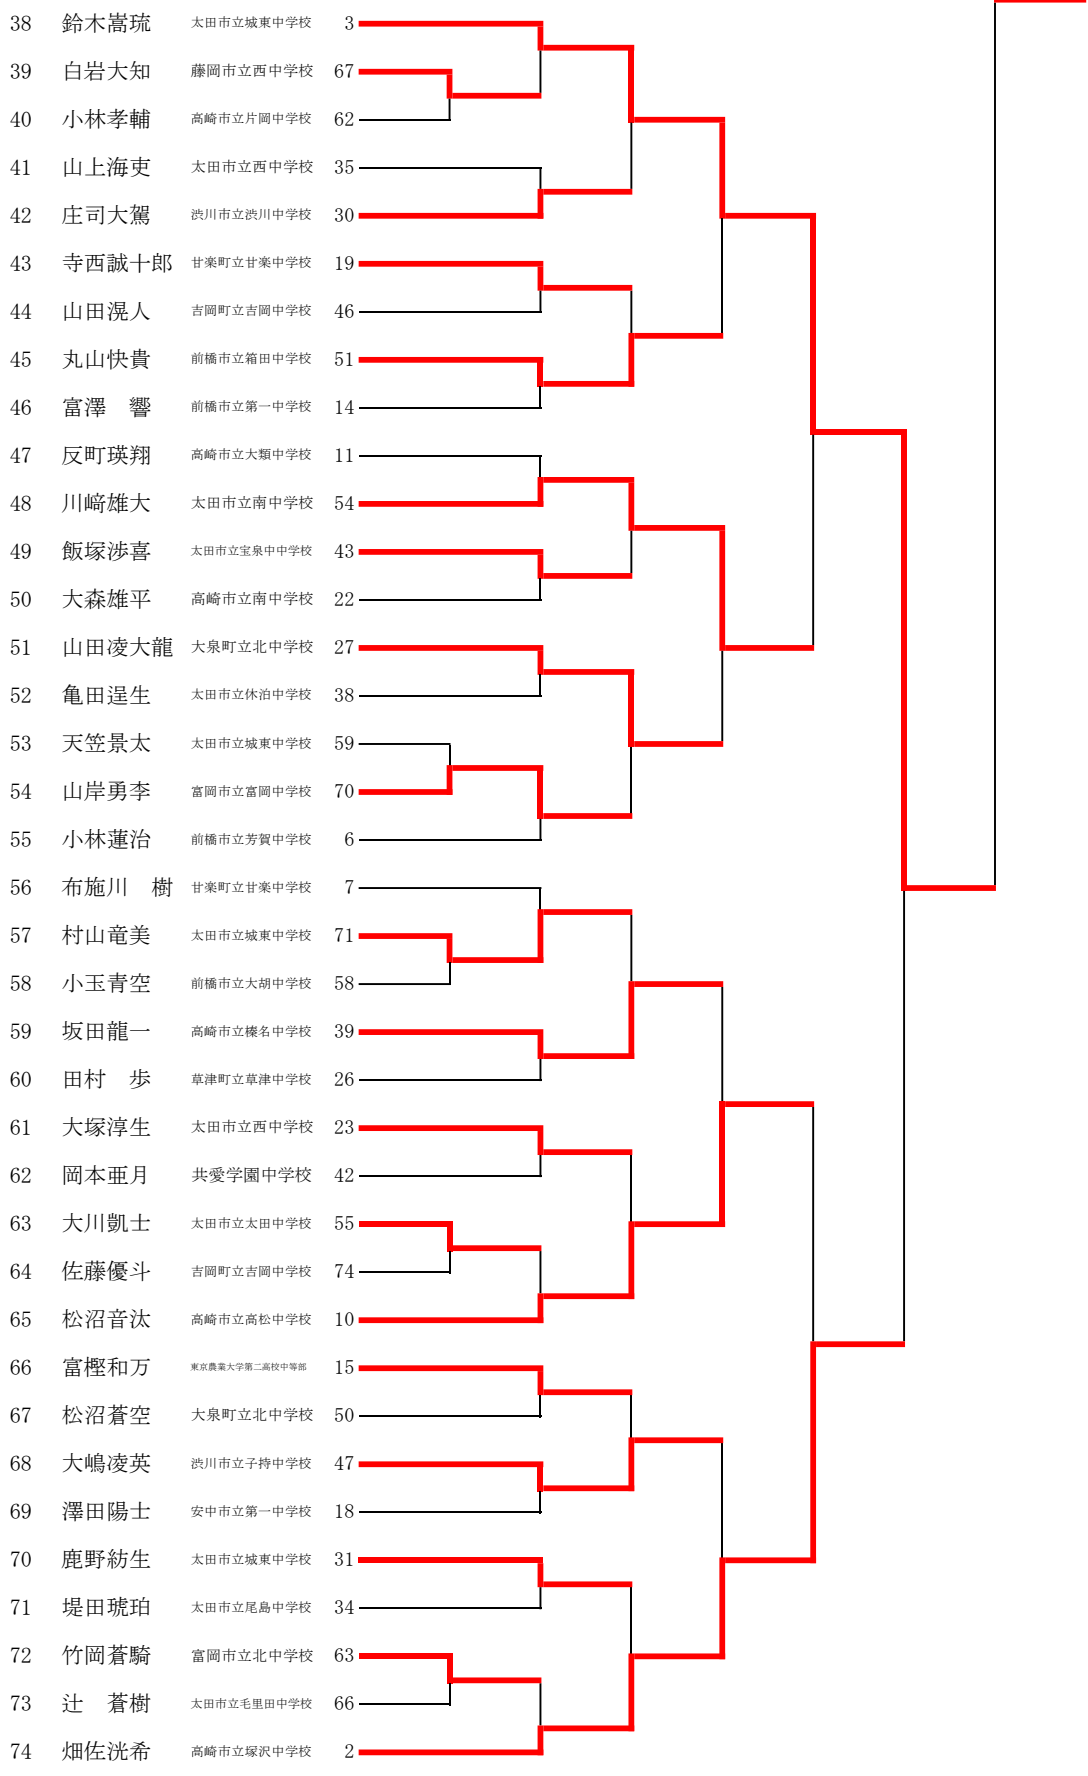 38 鈴木嵩琉 太田市立城東中学校 3
39 白岩大知 藤岡市立西中学校 67
40 小林孝輔 高崎市立片岡中学校 62
41 山上海吏 太田市立西中学校 35
42 庄司大駕 渋川市立渋川中学校 30
43 寺西誠十郎 甘楽町立甘楽中学校 19
44 山田滉人 吉岡町立吉岡中学校 46
45 丸山快貴 前橋市立箱田中学校 51
46 富澤　響 前橋市立第一中学校 14
47 反町瑛翔 高崎市立大類中学校 11
48 川﨑雄大 太田市立南中学校 54
49 飯塚渉喜 太田市立宝泉中中学校 43
50 大森雄平 高崎市立南中学校 22
51 山田凌大龍 大泉町立北中学校 27
52 亀田逞生 太田市立休泊中学校 38
53 天笠景太 太田市立城東中学校 59
54 山岸勇李 富岡市立富岡中学校 70
55 小林蓮治 前橋市立芳賀中学校 6
56 布施川　樹 甘楽町立甘楽中学校 7
57 村山竜美 太田市立城東中学校 71
58 小玉青空 前橋市立大胡中学校 58
59 坂田龍一 高崎市立榛名中学校 39
60 田村　歩 草津町立草津中学校 26
61 大塚淳生 太田市立西中学校 23
62 岡本亜月 共愛学園中学校 42
63 大川凱士 太田市立太田中学校 55
64 佐藤優斗 吉岡町立吉岡中学校 74
65 松沼音汰 高崎市立高松中学校 10
66 富樫和万 東京農業大学第二高校中等部 15
67 松沼蒼空 大泉町立北中学校 50
68 大嶋凌英 渋川市立子持中学校 47
69 澤田陽士 安中市立第一中学校 18
70 鹿野紡生 太田市立城東中学校 31
71 堤田琥珀 太田市立尾島中学校 34
72 竹岡蒼騎 富岡市立北中学校 63
73 辻　蒼樹 太田市立毛里田中学校 66
74 畑佐洸希 高崎市立塚沢中学校 2